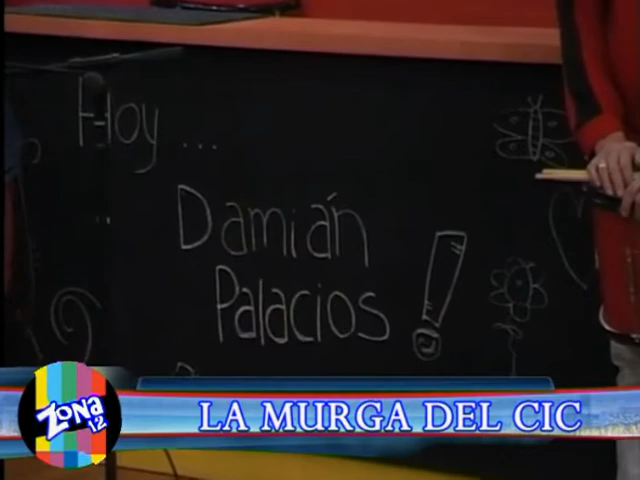 Hoy ...
Damián
Palacios !
ZONA
12
LA MURGA DEL CIC